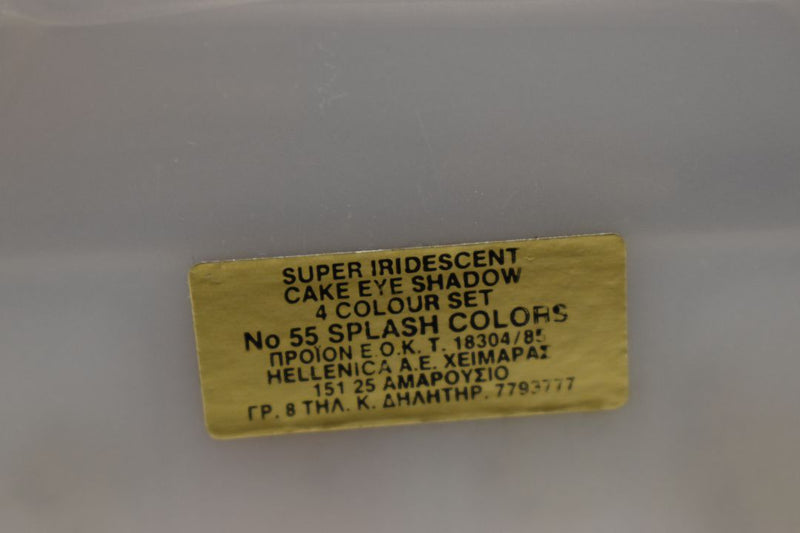 SUPER IRIDESCENT
CAKE EYE SHADOW
4 COLOUR SET
No 55 SPLASH COLORS
ΠΡΟΪΟΝ Ε.Ο.Κ. Τ. 18304/85
HELLENICA A.E. ΧΕΙΜΑΡΑΣ
151 25 ΑΜΑΡΟΥΣΙΟ
ΓΡ. 8 ΤΗΛ. Κ. ΔΗΛΗΤΗΡ. 7793777